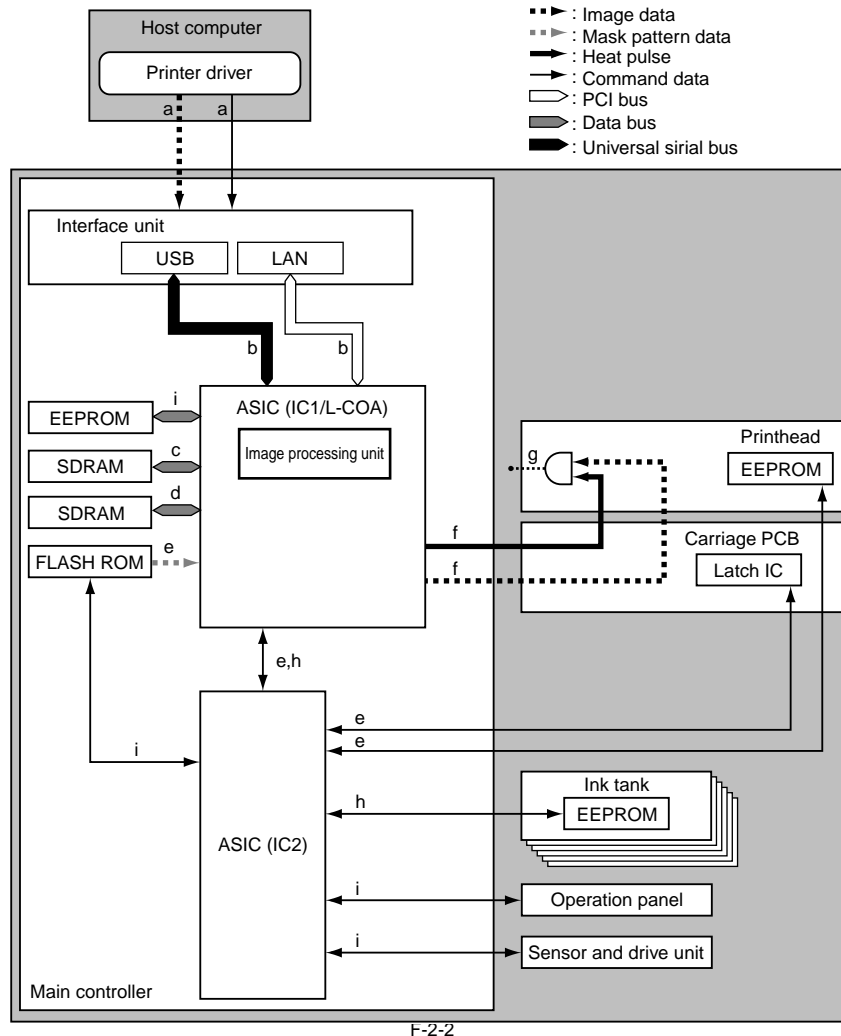 Host computer
Printer driver
a
a
: Image data
: Mask pattern data
: Heat pulse
: Command data
: PCI bus
: Data bus
: Universal sirial bus
Interface unit
USB
LAN
b
b
i
EEPROM
ASIC (IC1/L-COA)
Image processing unit
c
SDRAM
d
SDRAM
e
FLASH ROM
Printhead
g
EEPROM
f
f
Carriage PCB
Latch IC
e,h
e
e
i
Ink tank
h
EEPROM
ASIC (IC2)
i
Operation panel
i
Sensor and drive unit
Main controller
F-2-2